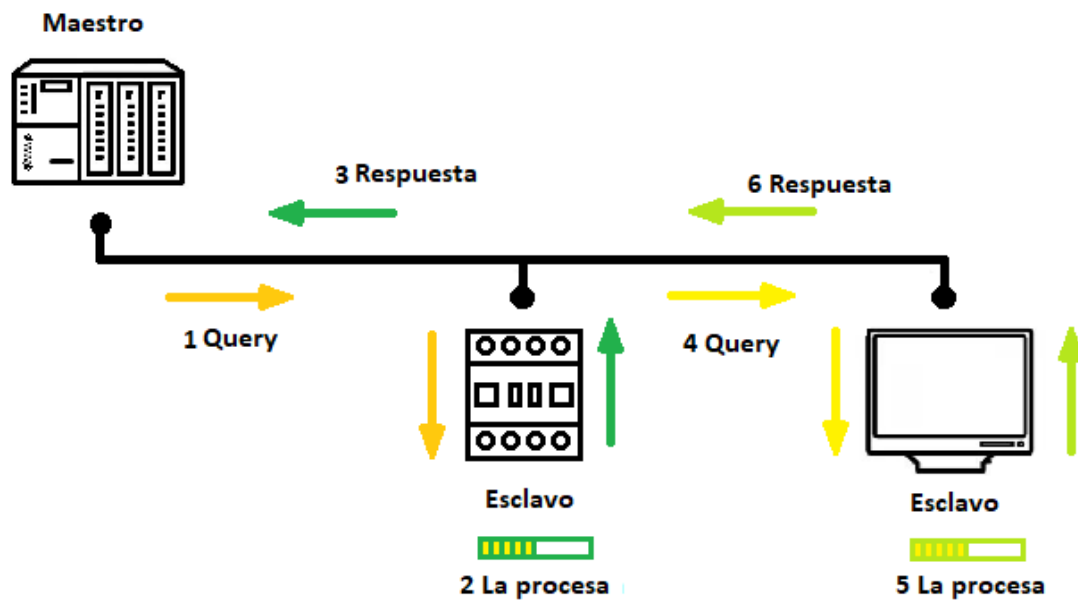 Maestro
3 Respuesta
6 Respuesta
1 Query
4 Query
Esclavo
Esclavo
2 La procesa
5 La procesa